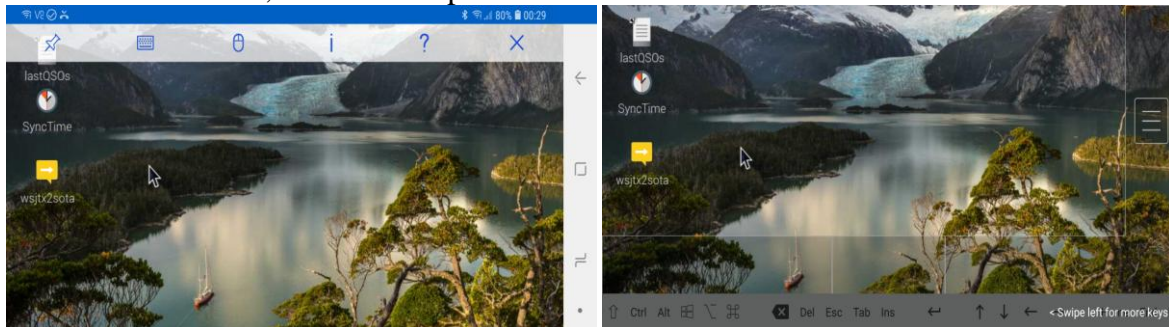 80% 00:29
i ?
lastQSOs
SyncTime
wsjtx2sota
lastQSOs
SyncTime
wsjtx2sota
Ctrl Alt Del Esc Tab Ins < Swipe left for more keys